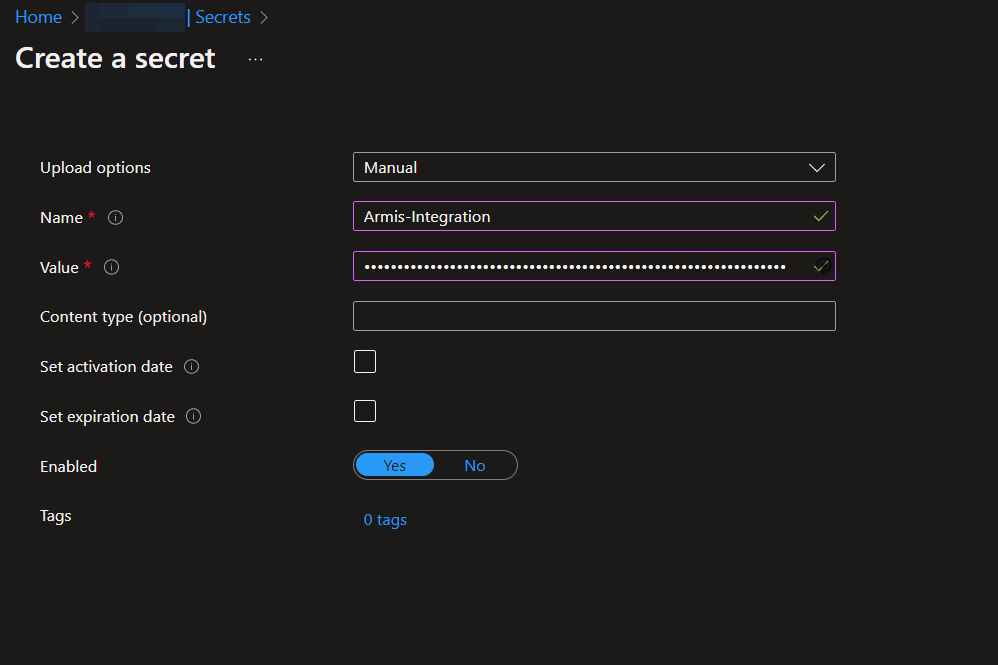 Home > | Secrets >
Create a secret ...
Upload options Manual
Name * Armis-Integration
Value * ••••••••••••••••••••••••••••••••••••••••••••••••••••••••••••••••
Content type (optional)
Set activation date
Set expiration date
Enabled Yes No
Tags 0 tags